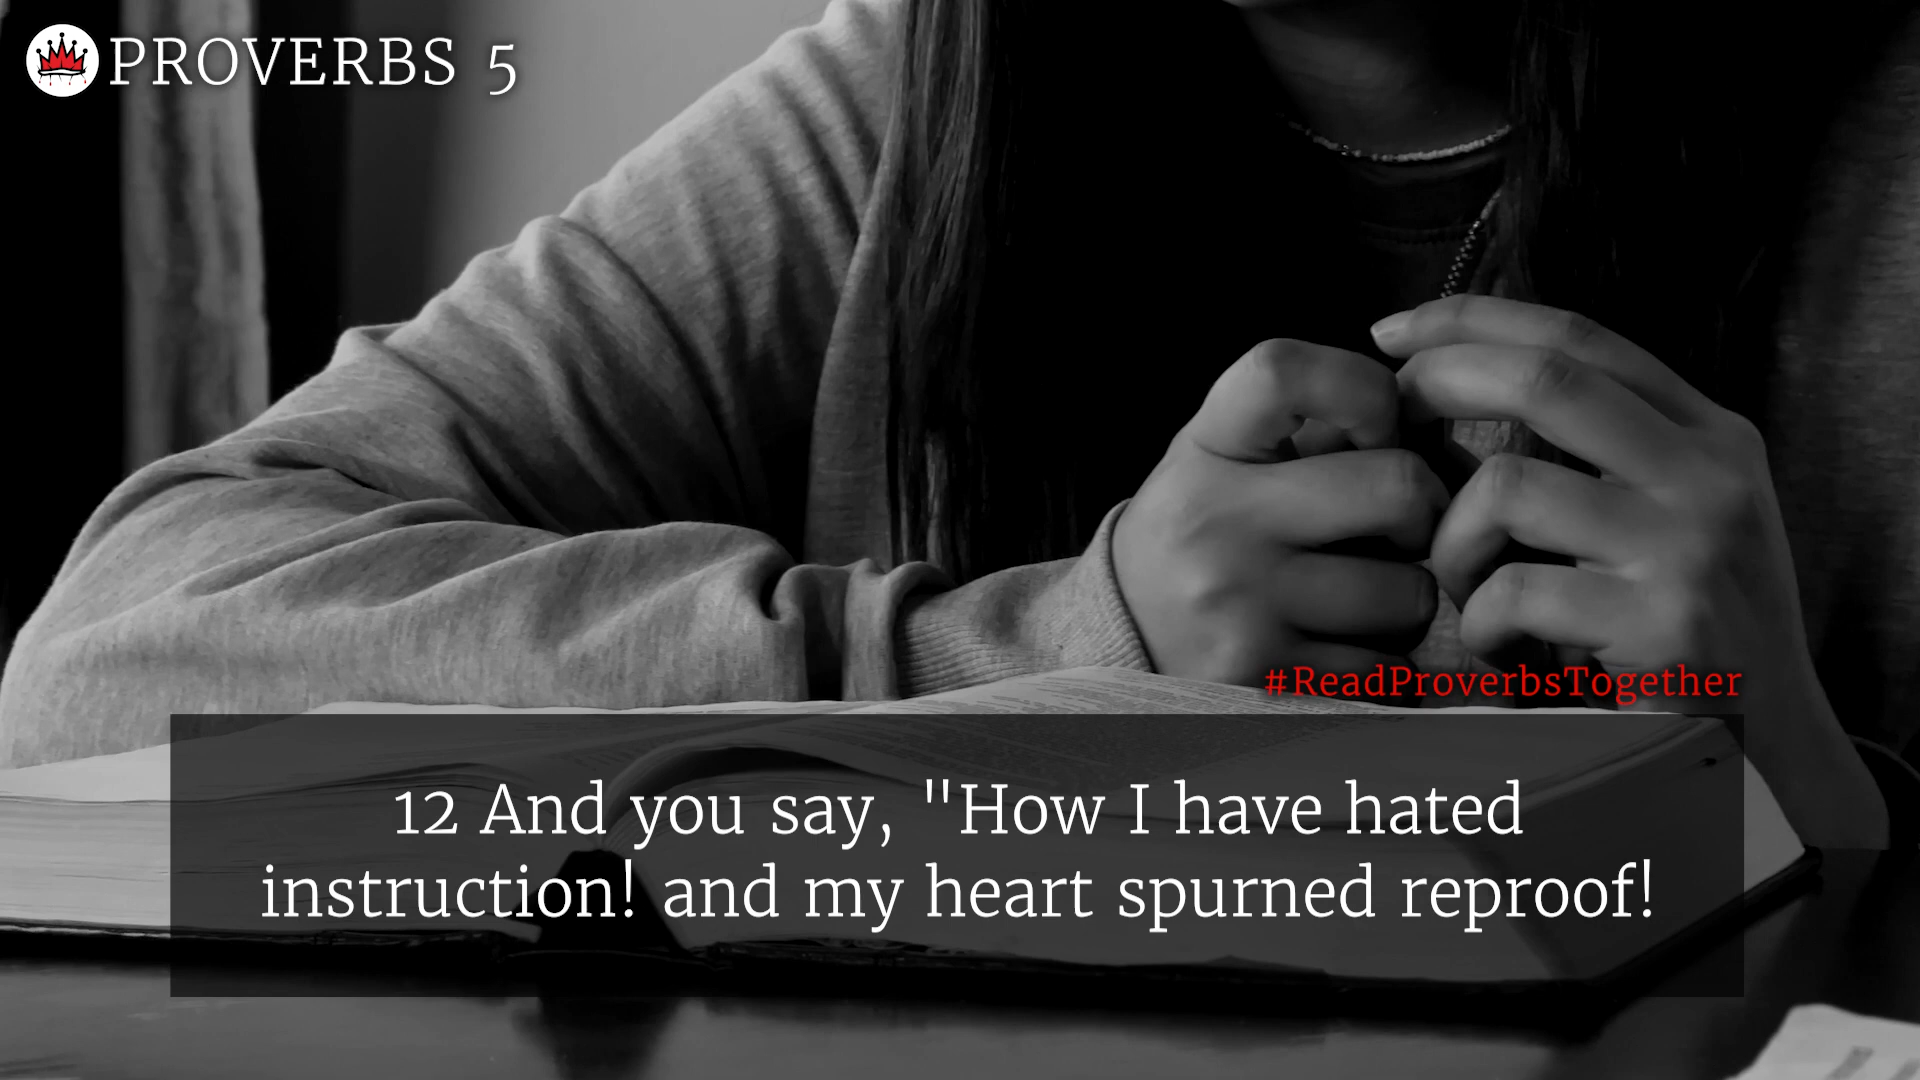 PROVERBS 5
#ReadProverbsTogether
12 And you say, "How I have hated
instruction! and my heart spurned reproof!